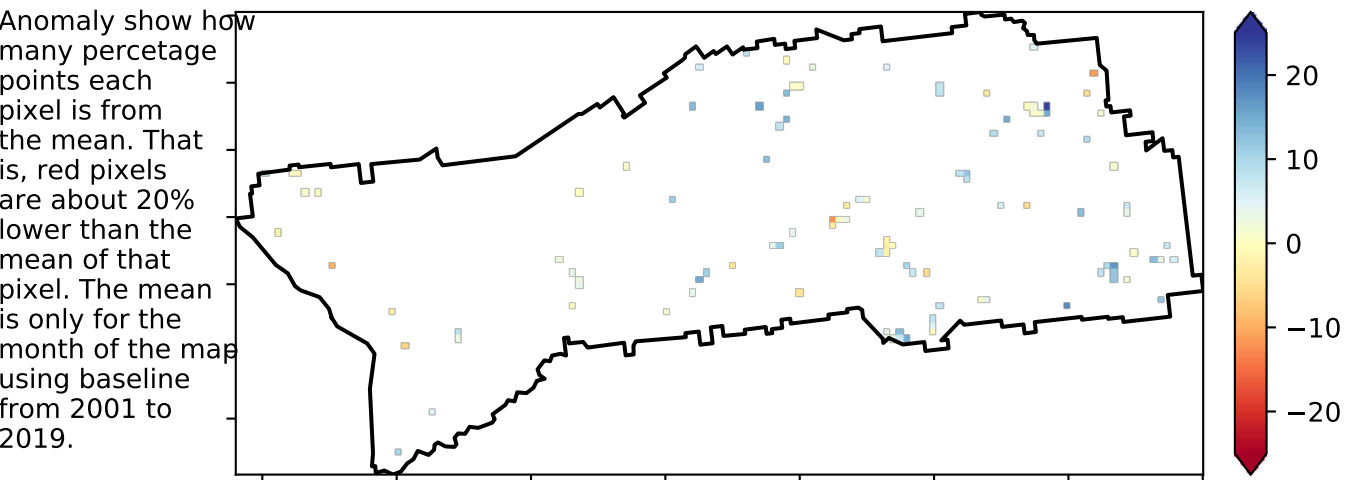 Anomaly show how
many percetage
points each
pixel is from
the mean. That
is, red pixels
are about 20%
lower than the
mean of that
pixel. The mean
is only for the
month of the map
using baseline
from 2001 to
2019.
20
10
0
−10
−20